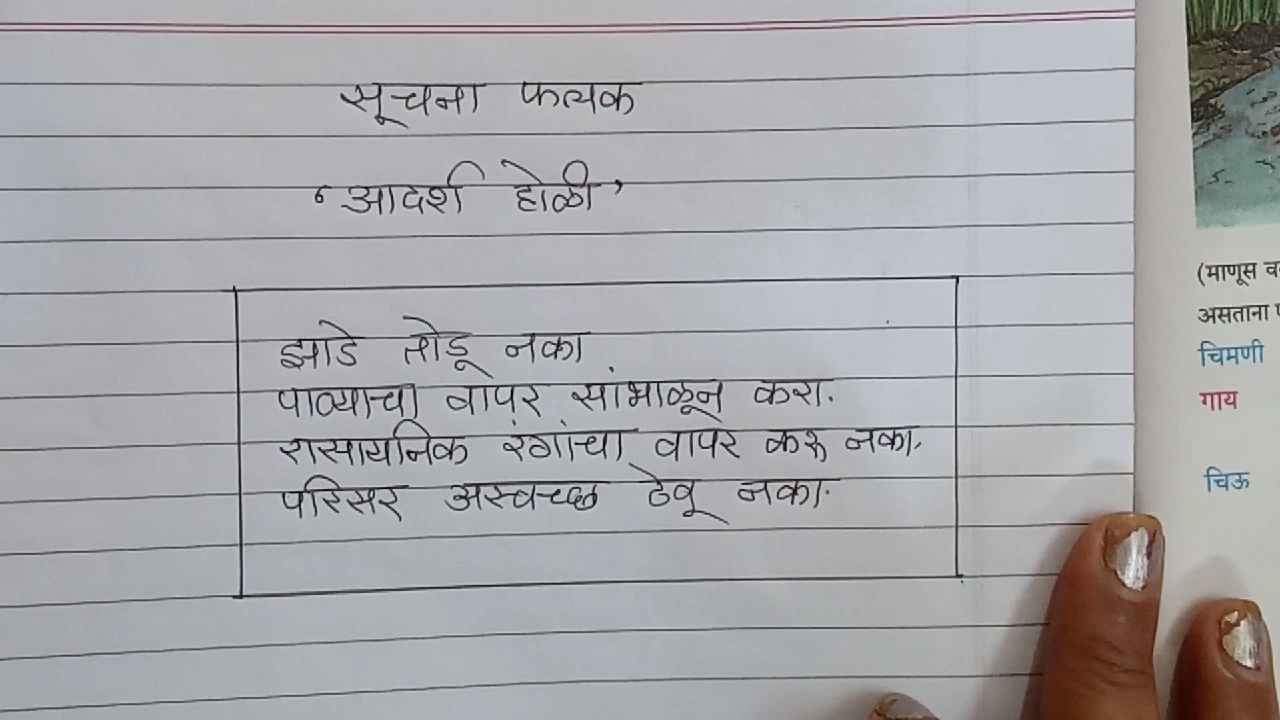 सूचना फलक
‘आदर्श होळी’
झाडे तोडू नका
पाण्याचा वापर सांभाळून करा.
रासायनिक रंगांचा वापर करू नका.
परिसर अस्वच्छ ठेवू नका.
(माणूस
असताना
चिमणी
गाय
चिऊ